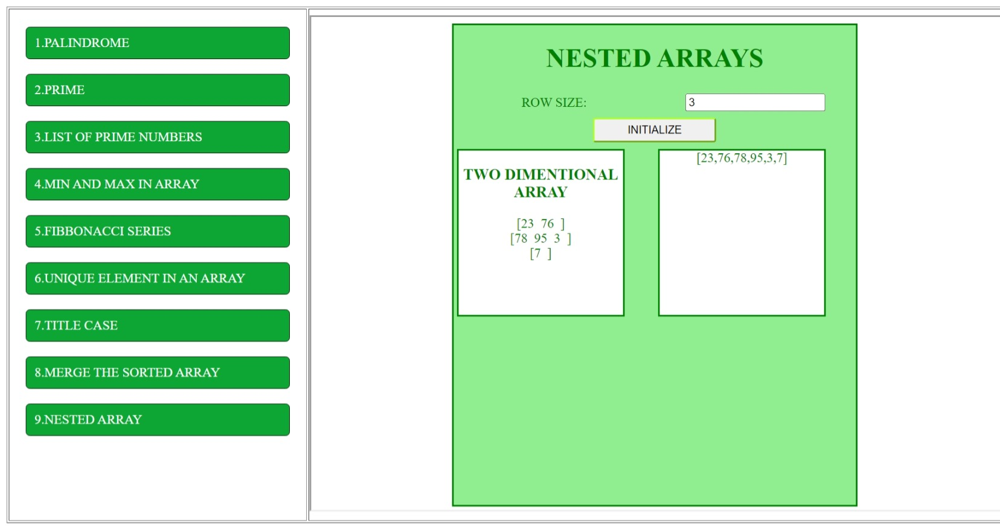 1.PALINDROME
2.PRIME
3.LIST OF PRIME NUMBERS
4.MIN AND MAX IN ARRAY
5.FIBBONACCI SERIES
6.UNIQUE ELEMENT IN AN ARRAY
7.TITLE CASE
8.MERGE THE SORTED ARRAY
9.NESTED ARRAY
NESTED ARRAYS
ROW SIZE: 3
INITIALIZE
TWO DIMENTIONAL
ARRAY
[23 76 ]
[78 95 3 ]
[7 ]
[23,76,78,95,3,7]